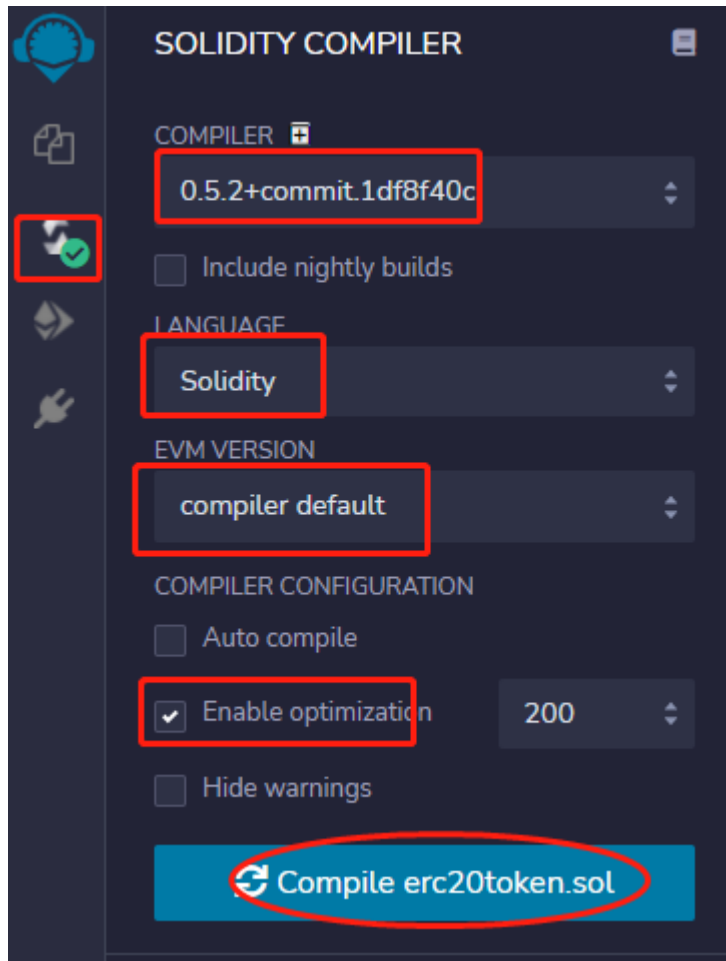 SOLIDITY COMPILER
COMPILER
0.5.2+commit.1df8f40c
Include nightly builds
LANGUAGE
Solidity
EVM VERSION
compiler default
COMPILER CONFIGURATION
Auto compile
Enable optimization 200
Hide warnings
Compile erc20token.sol